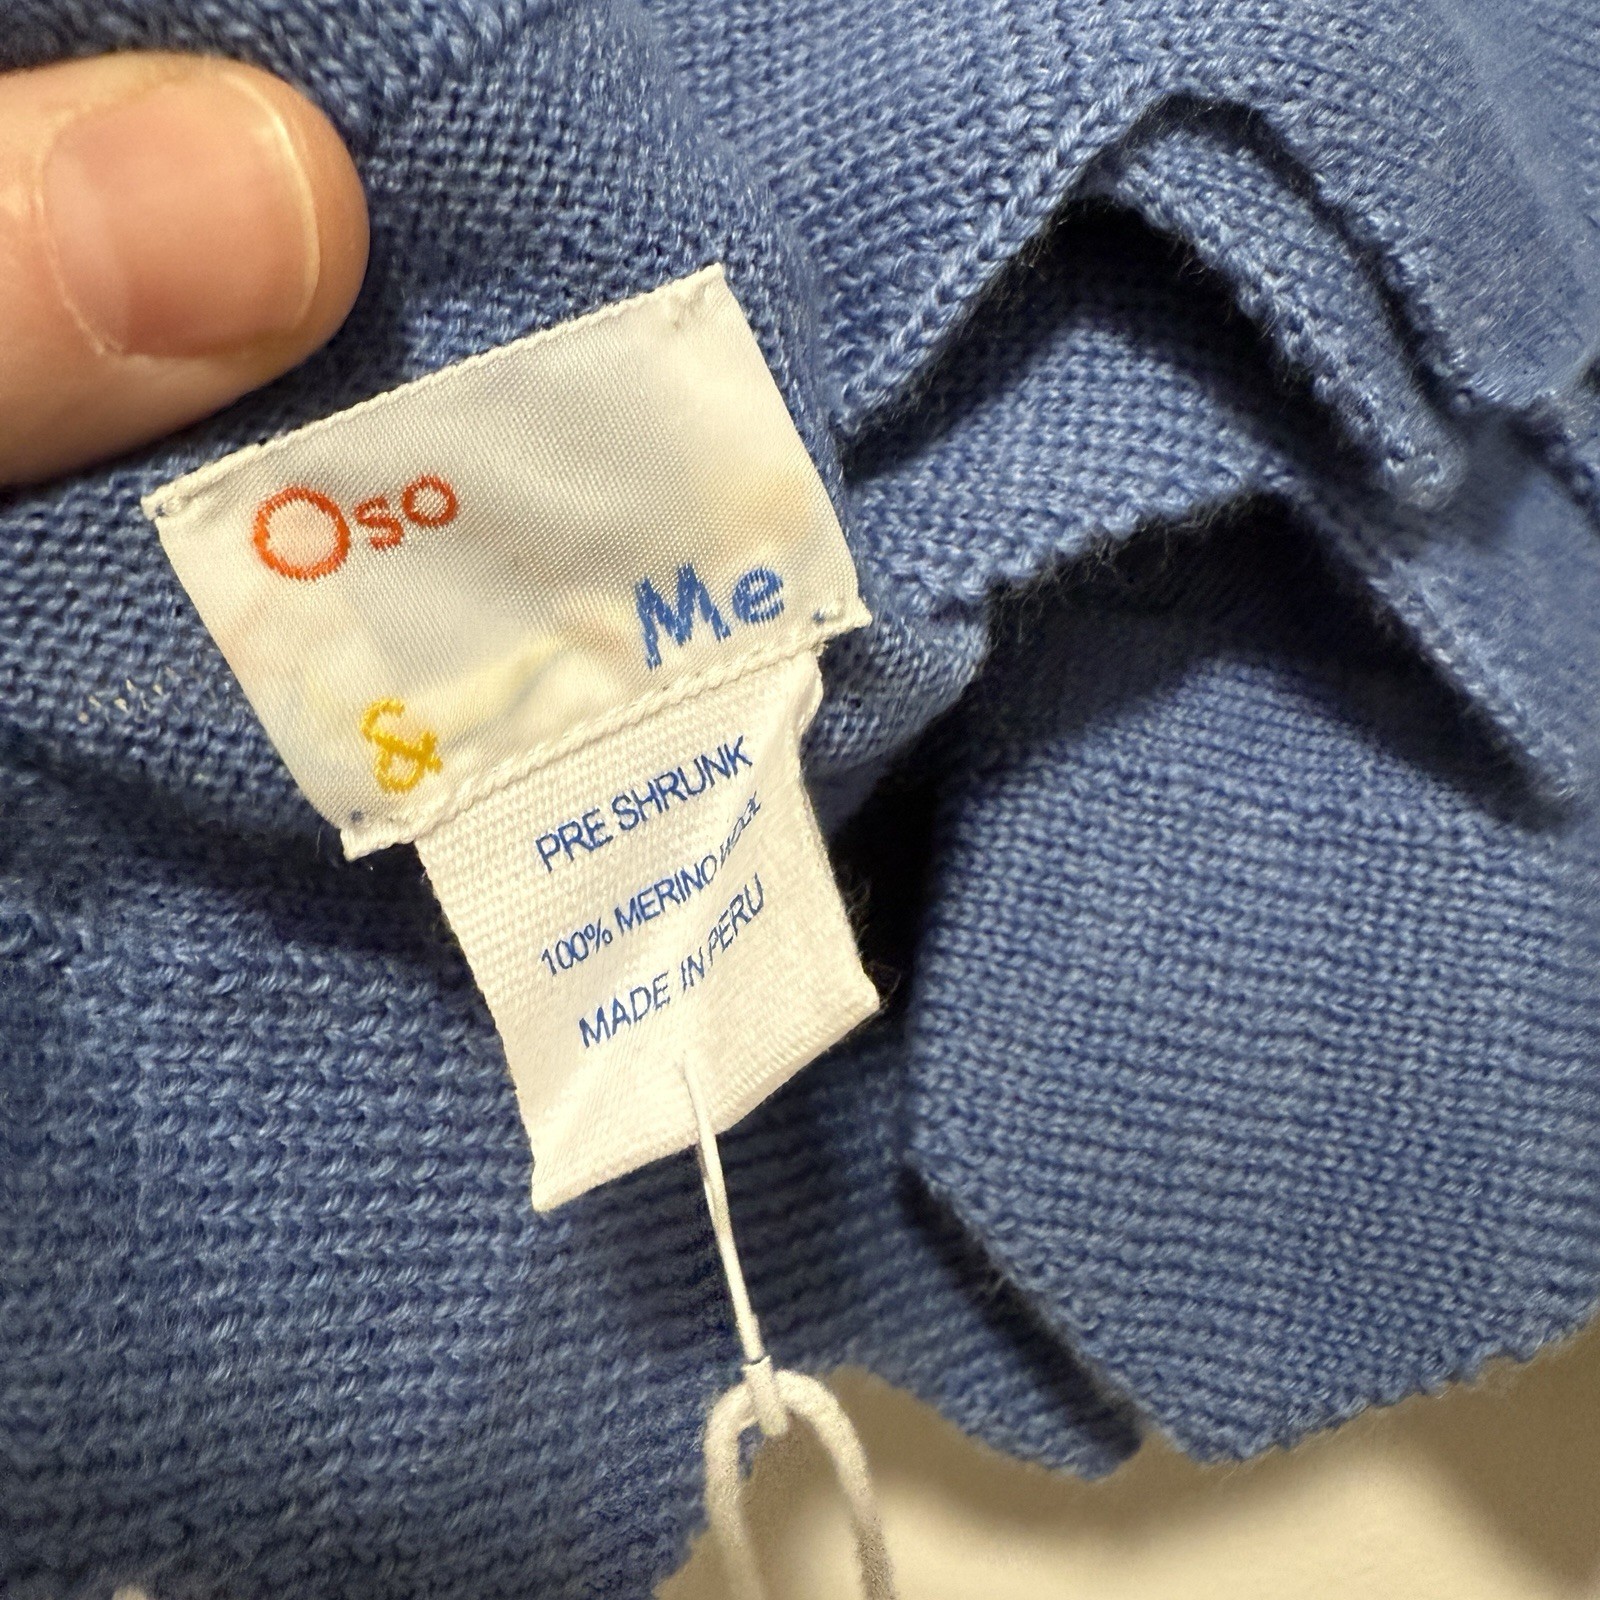 Oso
& Me
PRE SHRUNK
100% MERINO WOOL
MADE IN PERU